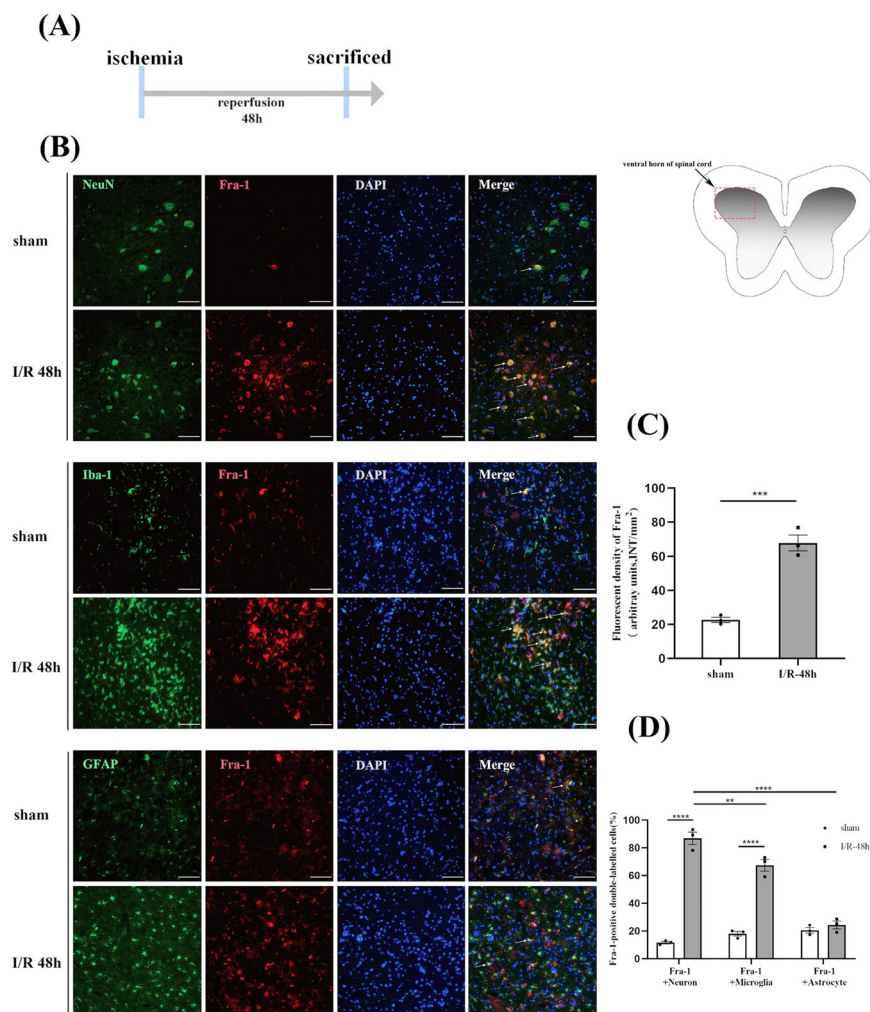 (A)
ischemia
sacrificed
reperfusion
48h
(B)
NeuN
Fra-1
DAPI
Merge
sham
I/R 48h
Iba-1
Fra-1
DAPI
Merge
sham
I/R 48h
GFAP
Fra-1
DAPI
Merge
sham
I/R 48h
ventral horn of spinal cord
(C)
Fluorescent density of Fra-1
( arbitray units,INT/mm²)
100
80
60
40
20
0
***
sham
I/R-48h
(D)
Fra-1-positive double-labelled cells(%)
100
80
60
40
20
0
****
**
****
****
sham
I/R-48h
Fra-1
+Neuron
Fra-1
+Microglia
Fra-1
+Astrocyte